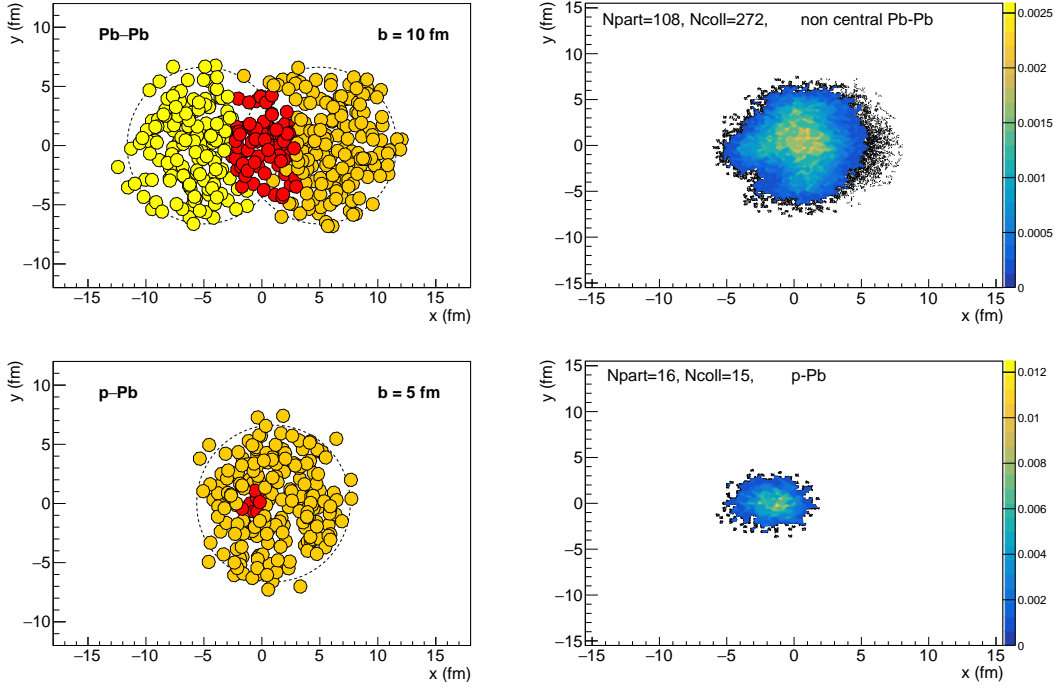 y (fm)
Pb–Pb
b = 10 fm
10
5
0
−5
−10
−15 −10 −5 0 5 10 15
x (fm)
y (fm)
Npart=108, Ncoll=272, non central Pb-Pb
15
10
5
0
−5
−10
−15
−15 −10 −5 0 5 10 15
x (fm)
0.0025
0.002
0.0015
0.001
0.0005
0
y (fm)
p–Pb
b = 5 fm
10
5
0
−5
−10
−15 −10 −5 0 5 10 15
x (fm)
y (fm)
Npart=16, Ncoll=15, p-Pb
15
10
5
0
−5
−10
−15
−15 −10 −5 0 5 10 15
x (fm)
0.012
0.01
0.008
0.006
0.004
0.002
0